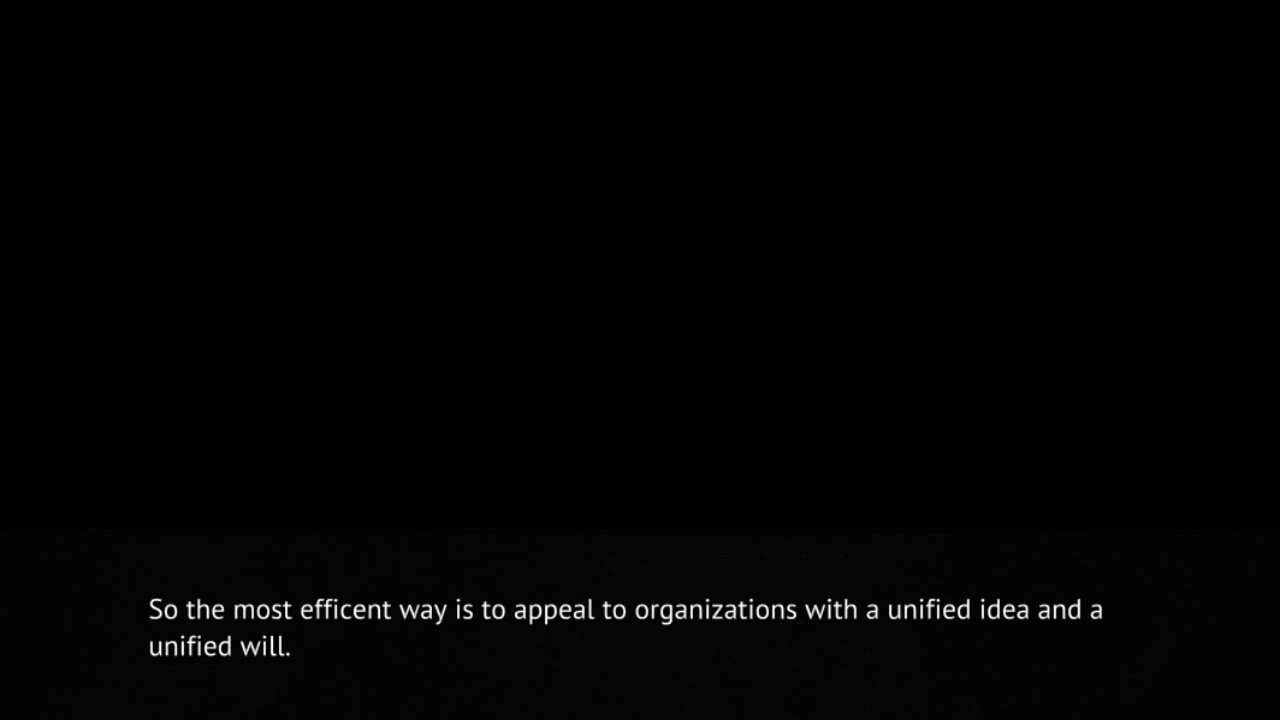 So the most efficent way is to appeal to organizations with a unified idea and a
unified will.